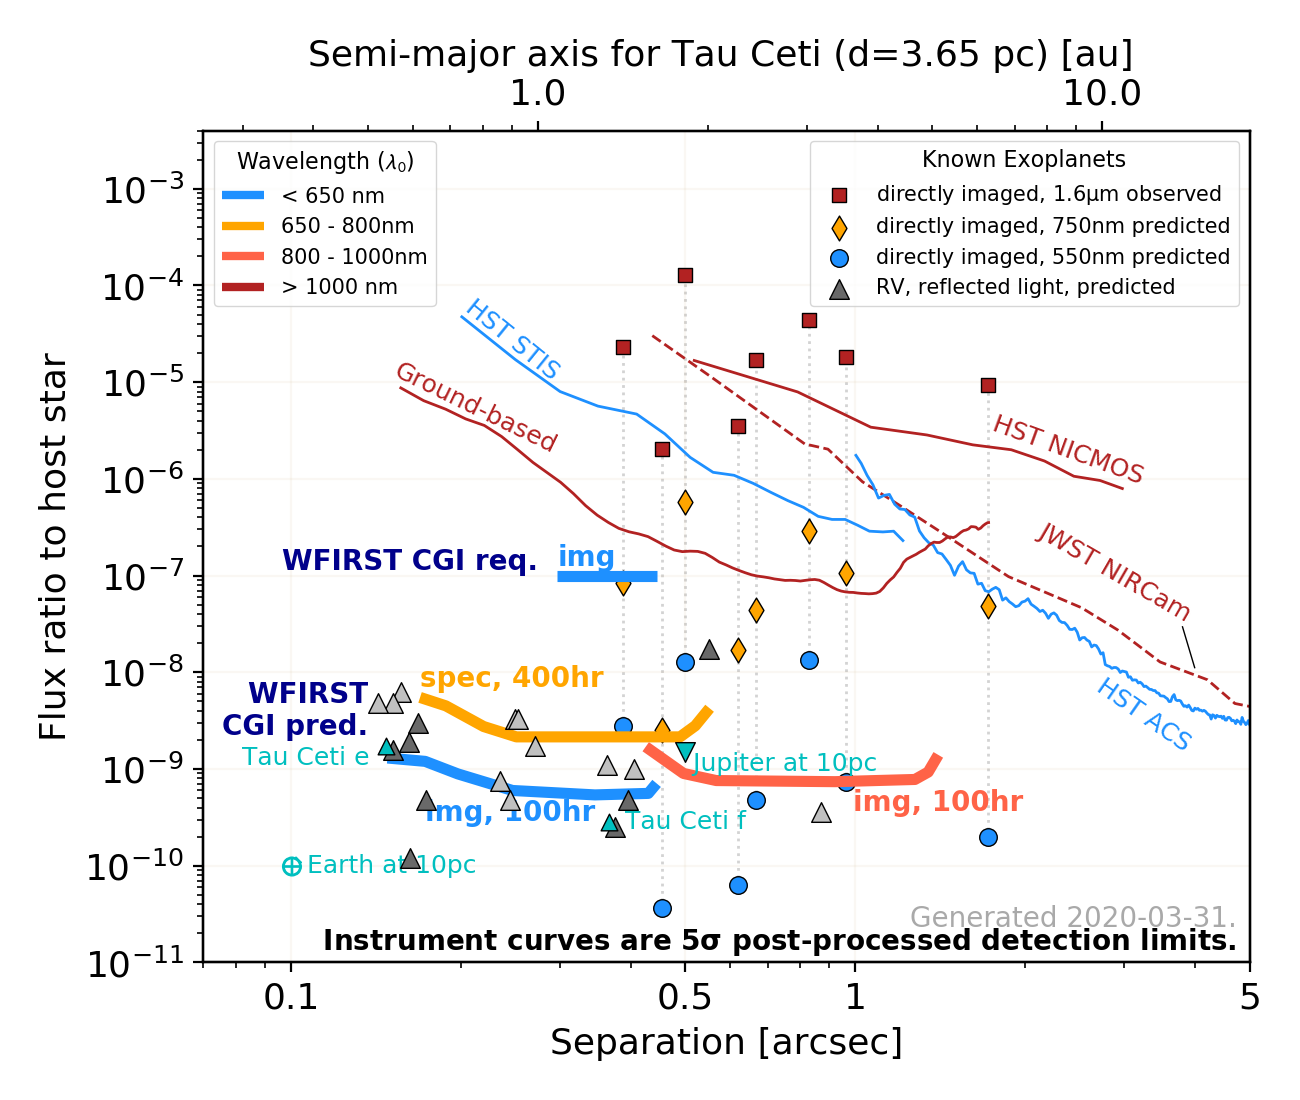 Semi-major axis for Tau Ceti (d=3.65 pc) [au]
1.0 10.0
Wavelength (λ₀)
< 650 nm
650 - 800nm
800 - 1000nm
> 1000 nm
Known Exoplanets
directly imaged, 1.6μm observed
directly imaged, 750nm predicted
directly imaged, 550nm predicted
RV, reflected light, predicted
Flux ratio to host star
10⁻³
10⁻⁴
10⁻⁵
10⁻⁶
10⁻⁷
10⁻⁸
10⁻⁹
10⁻¹⁰
10⁻¹¹
HST STIS
Ground-based
HST NICMOS
JWST NIRCam
HST ACS
WFIRST CGI req.
img
spec, 400hr
WFIRST
CGI pred.
Tau Ceti e
Jupiter at 10pc
img, 100hr
img, 100hr
Tau Ceti f
Earth at 10pc
Generated 2020-03-31.
Instrument curves are 5σ post-processed detection limits.
0.1 0.5 1 5
Separation [arcsec]